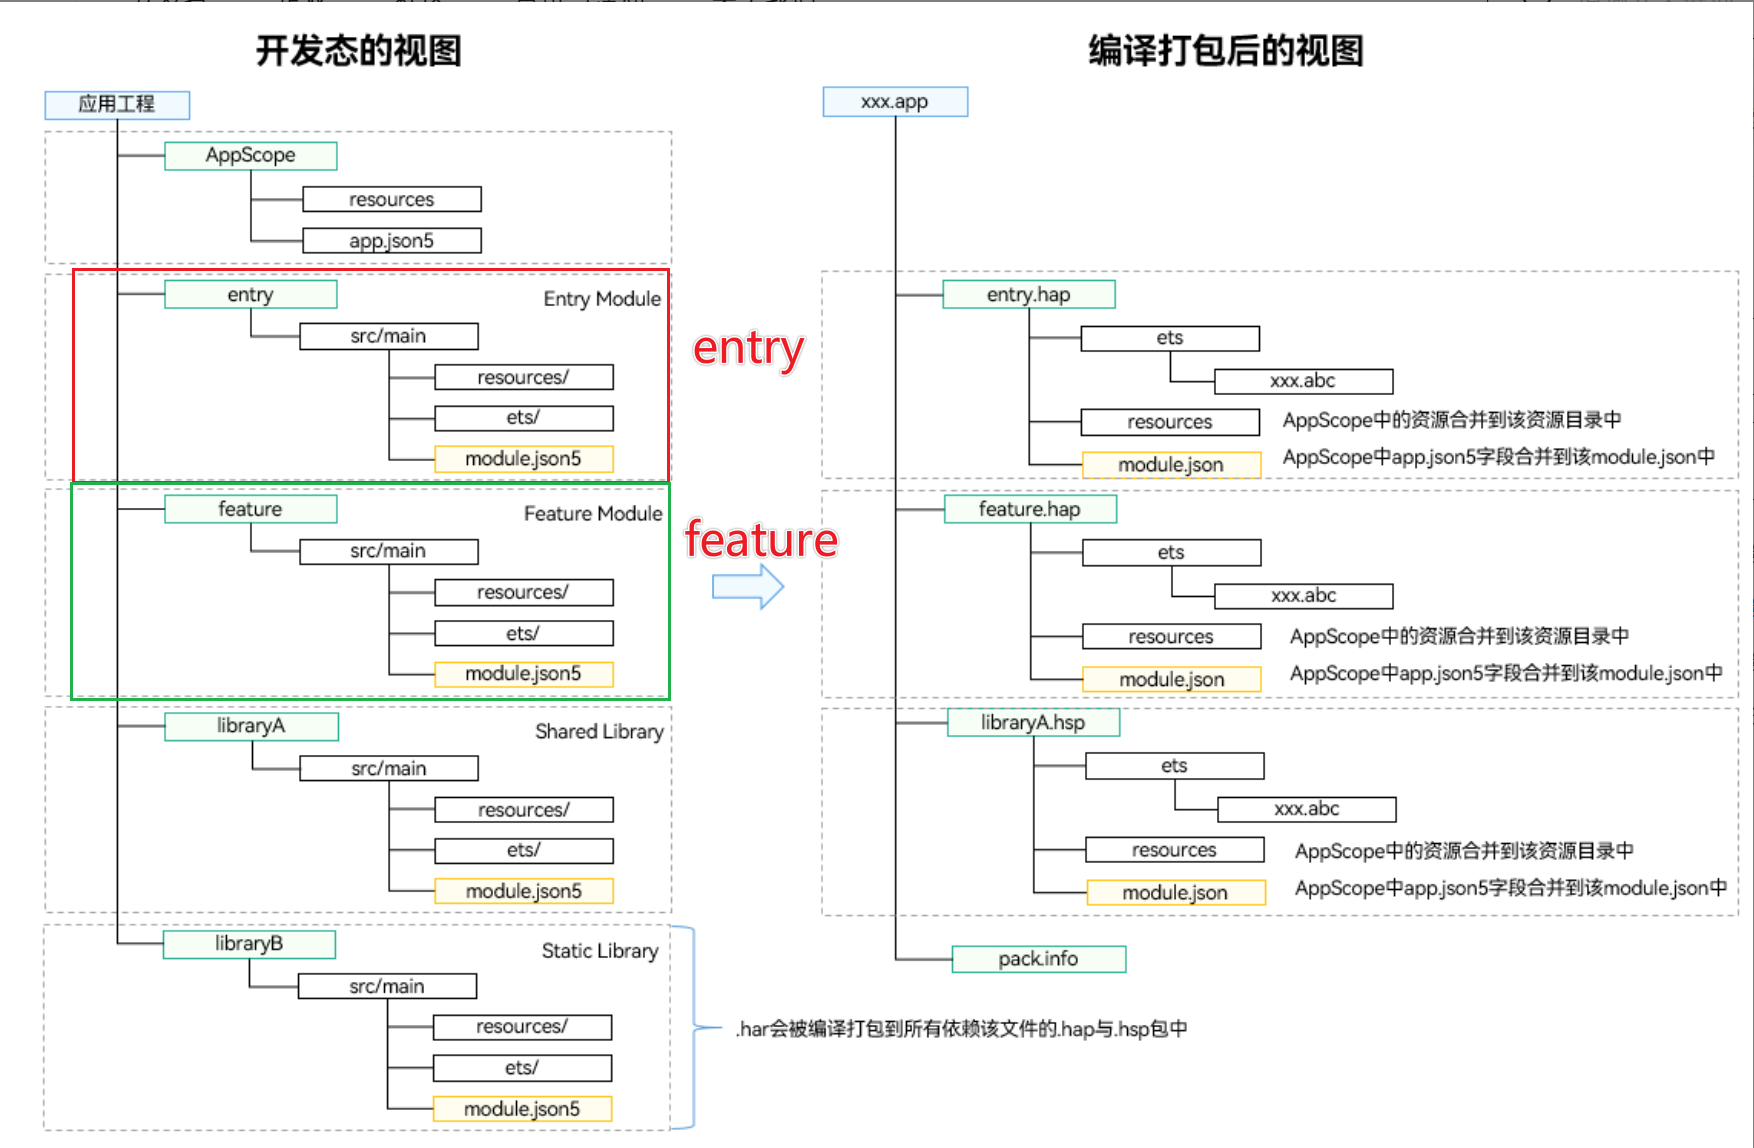 开发态的视图
应用工程
AppScope
resources
app.json5
entry
Entry Module
src/main
resources/
ets/
module.json5
feature
Feature Module
src/main
resources/
ets/
module.json5
libraryA
Shared Library
src/main
resources/
ets/
module.json5
libraryB
Static Library
src/main
resources/
ets/
module.json5
entry
feature
.har会被编译打包到所有依赖该文件的.hap与.hsp包中
编译打包后的视图
xxx.app
entry.hap
ets
xxx.abc
resources AppScope中的资源合并到该资源目录中
module.json AppScope中app.json5字段合并到该module.json中
feature.hap
ets
xxx.abc
resources AppScope中的资源合并到该资源目录中
module.json AppScope中app.json5字段合并到该module.json中
libraryA.hsp
ets
xxx.abc
resources AppScope中的资源合并到该资源目录中
module.json AppScope中app.json5字段合并到该module.json中
pack.info